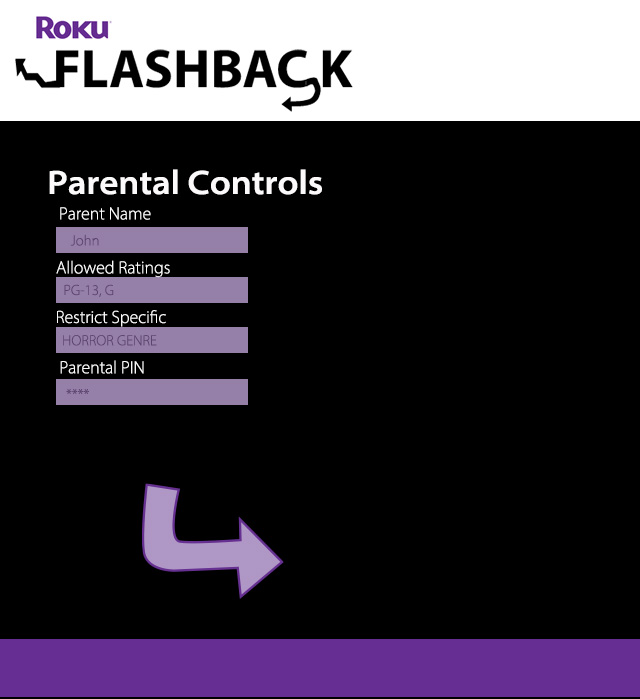 Roku
FLASHBACK
Parental Controls
Parent Name
John
Allowed Ratings
PG-13, G
Restrict Specific
HORROR GENRE
Parental PIN
****